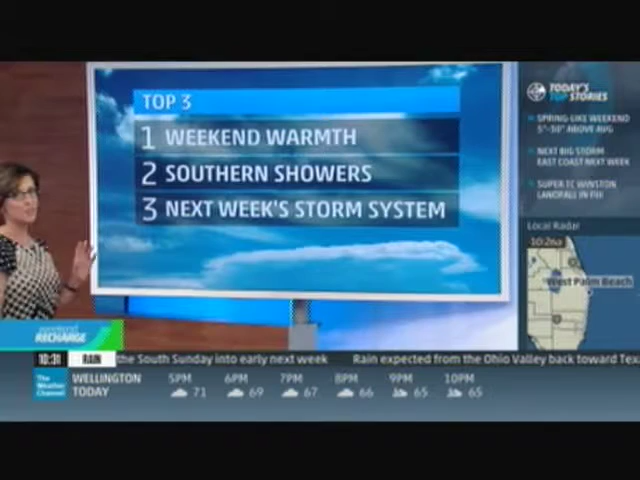 TOP 3
1 WEEKEND WARMTH
2 SOUTHERN SHOWERS
3 NEXT WEEK'S STORM SYSTEM
TODAY'S
TOP STORIES
SPRING-LIKE WEEKEND
5°-30° ABOVE AVG
NEXT BIG STORM
EAST COAST NEXT WEEK
SUPER TC WINSTON
LANDFALL IN FIJI
Local Radar
10:26a
West Palm Beach
weekend
RECHARGE
10:31 RAIN the South Sunday into early next week Rain expected from the Ohio Valley back toward Texa
The Weather Channel
WELLINGTON
TODAY
5PM 6PM 7PM 8PM 9PM 10PM
71 69 67 66 65 65